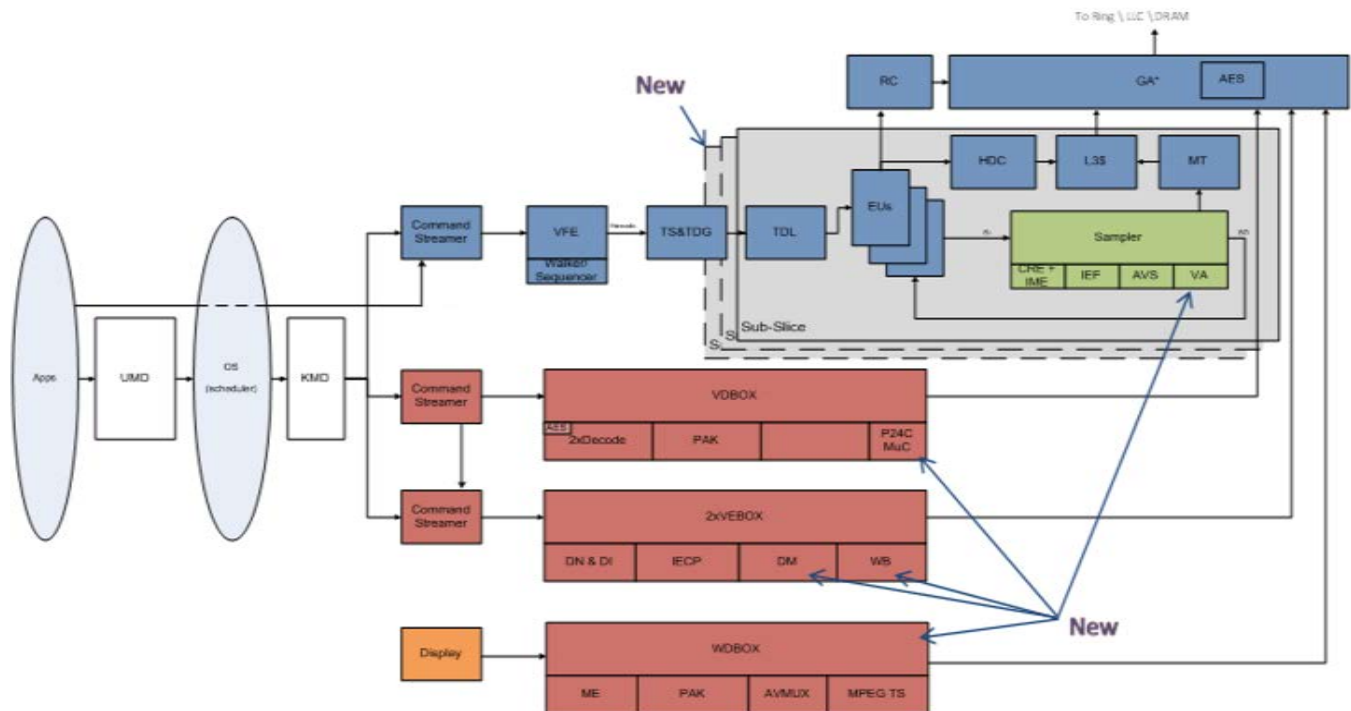 To Ring \ LLC \DRAM
RC
GA*
AES
New
HDC
L3$
MT
EUs
Command
Streamer
VFE
Walker/
Sequencer
TS&TDG
TDL
Sampler
CRE +
IME
IEF
AVS
VA
S
S
Sub-Slice
Apps
UMD
OS
(scheduler)
KMD
Command
Streamer
VDBOX
AES
2xDecode
PAK
P24C
MuC
Command
Streamer
2xVEBOX
DN & DI
IECP
DM
WB
New
Display
WDBOX
ME
PAK
AVMUX
MPEG TS